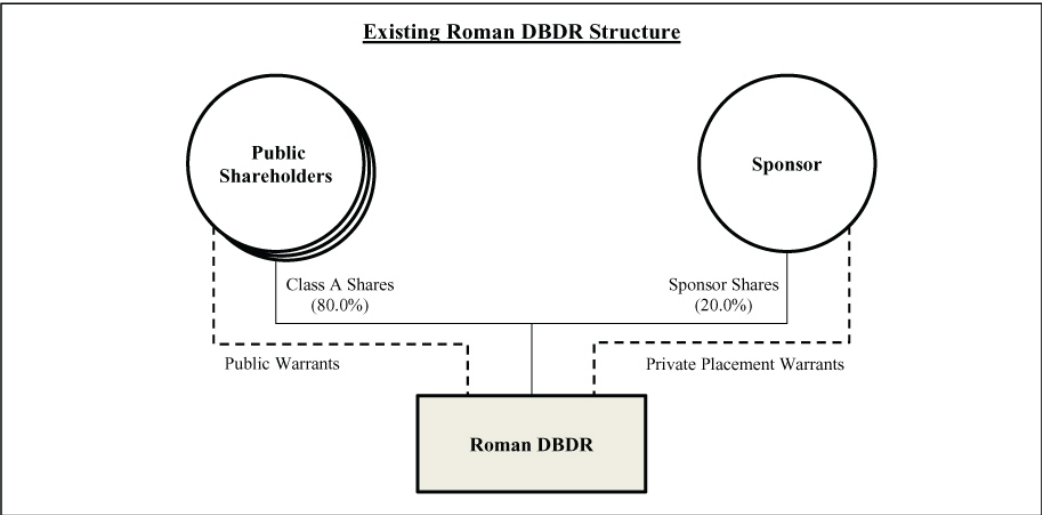 Existing Roman DBDR Structure
Public
Shareholders
Sponsor
Class A Shares
(80.0%)
Sponsor Shares
(20.0%)
Public Warrants
Private Placement Warrants
Roman DBDR